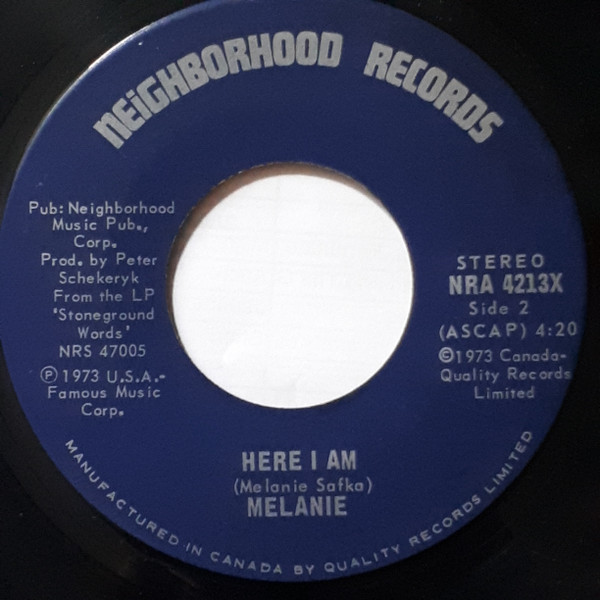 NEiGHBORHOOD RECORDS
Pub: Neighborhood
Music Pub.,
Corp.
Prod. by Peter
Schekeryk
From the LP
'Stoneground
Words'
NRS 47005
Ⓟ 1973 U.S.A.-
Famous Music
Corp.
STEREO
NRA 4213X
Side 2
(ASCAP) 4:20
©1973 Canada-
Quality Records
Limited
HERE I AM
(Melanie Safka)
MELANIE
MANUFACTURED IN CANADA BY QUALITY RECORDS LIMITED